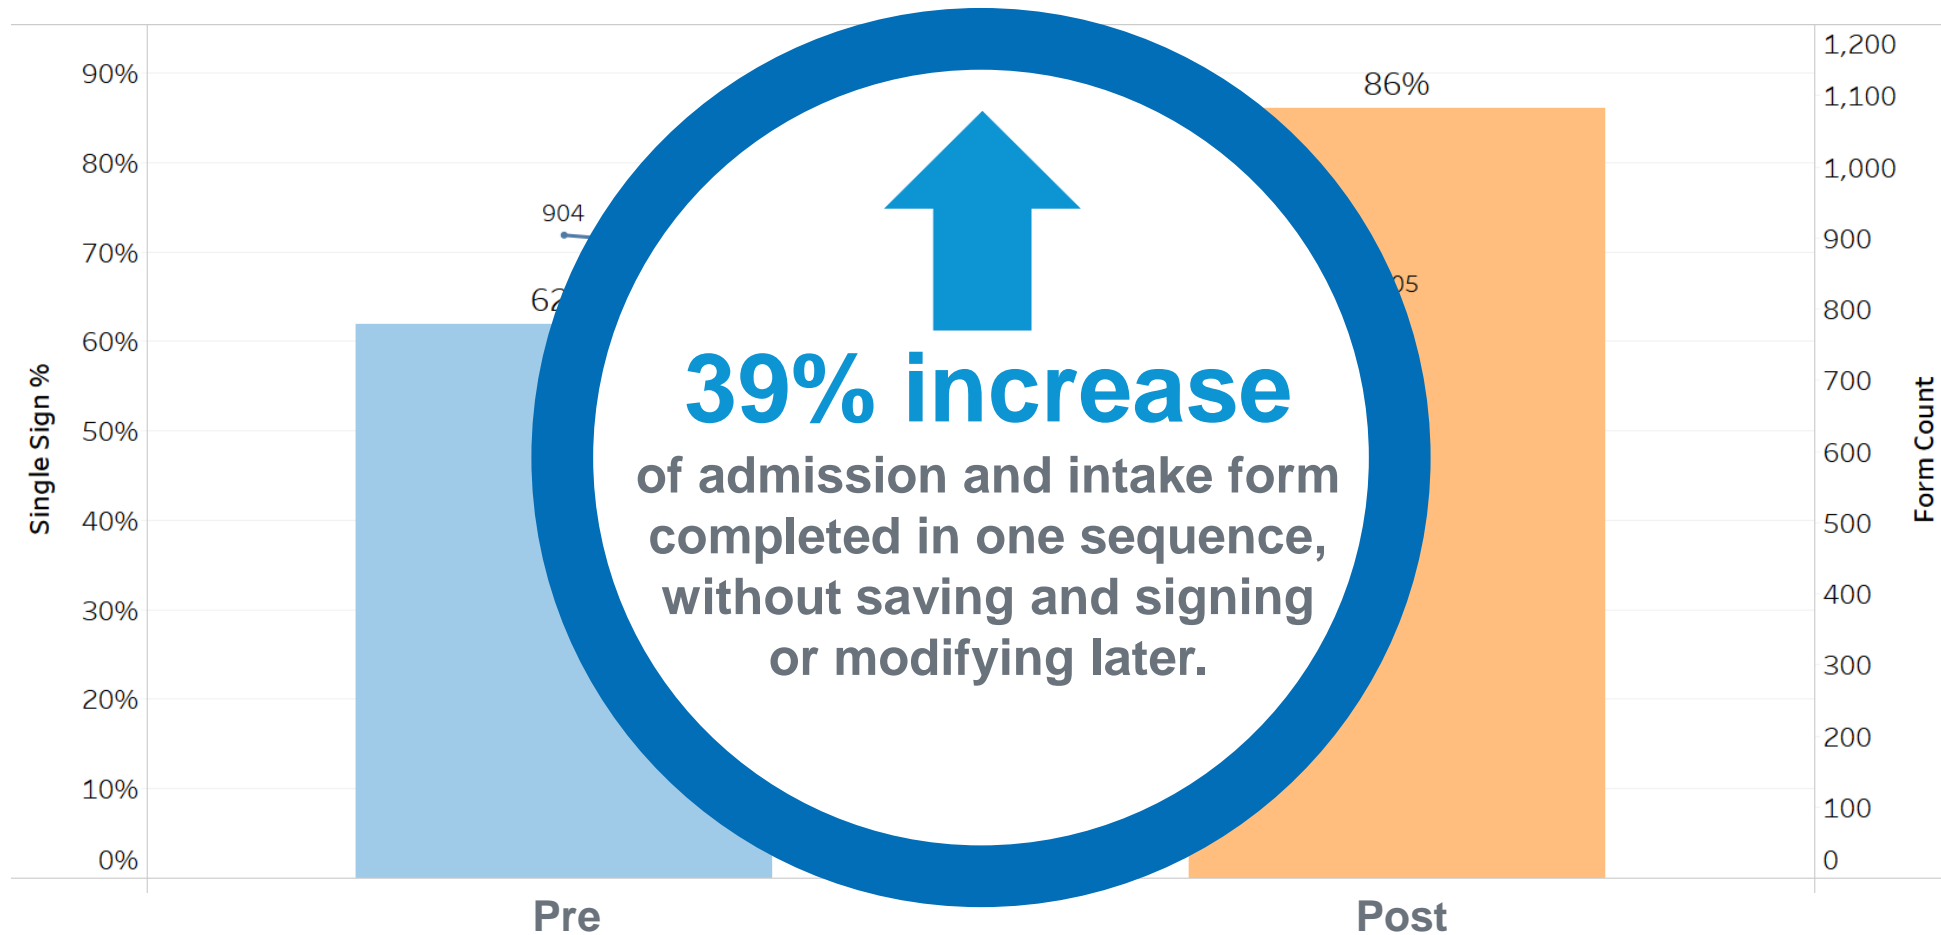 90%
80%
70%
60%
50%
40%
30%
20%
10%
0%
Single Sign %
904
86%
39% increase
of admission and intake form
completed in one sequence,
without saving and signing
or modifying later.
1,200
1,100
1,000
900
800
700
600
500
400
300
200
100
0
Form Count
Pre
Post